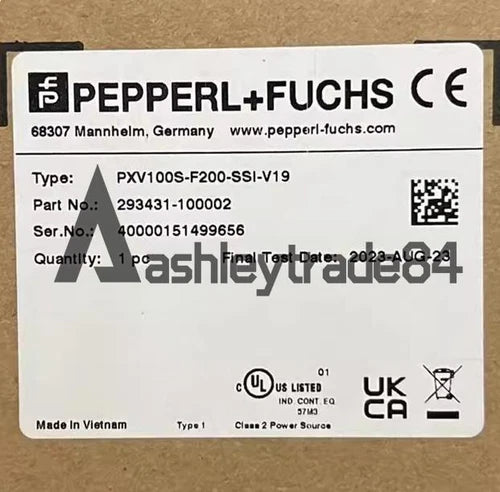 PEPPERL+FUCHS CE
68307 Mannheim, Germany www.pepperl-fuchs.com
Type: PXV100S-F200-SSI-V19
Part No.: 293431-100002
Ser.No.: 40000151499656
Quantity: 1 pc Final Test Date: 2023-AUG-23
ashleytrade84
Q1
C UL US LISTED
IND. CONT. EQ.
57M3
UK
CA
Made in Vietnam Type 1 Class 2 Power Source